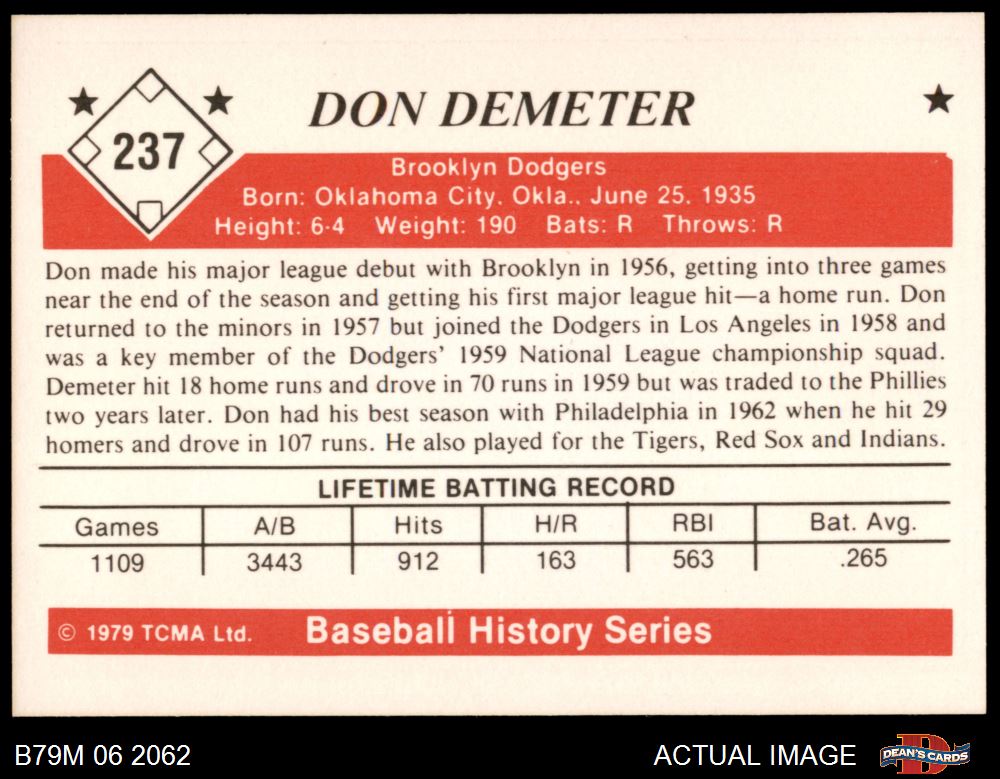 DON DEMETER
237
Brooklyn Dodgers
Born: Oklahoma City, Okla., June 25, 1935
Height: 6-4 Weight: 190 Bats: R Throws: R
Don made his major league debut with Brooklyn in 1956, getting into three games
near the end of the season and getting his first major league hit—a home run. Don
returned to the minors in 1957 but joined the Dodgers in Los Angeles in 1958 and
was a key member of the Dodgers' 1959 National League championship squad.
Demeter hit 18 home runs and drove in 70 runs in 1959 but was traded to the Phillies
two years later. Don had his best season with Philadelphia in 1962 when he hit 29
homers and drove in 107 runs. He also played for the Tigers, Red Sox and Indians.
LIFETIME BATTING RECORD
Games A/B Hits H/R RBI Bat. Avg.
1109 3443 912 163 563 .265
© 1979 TCMA Ltd. Baseball History Series
B79M 06 2062 ACTUAL IMAGE DEAN'S CARDS